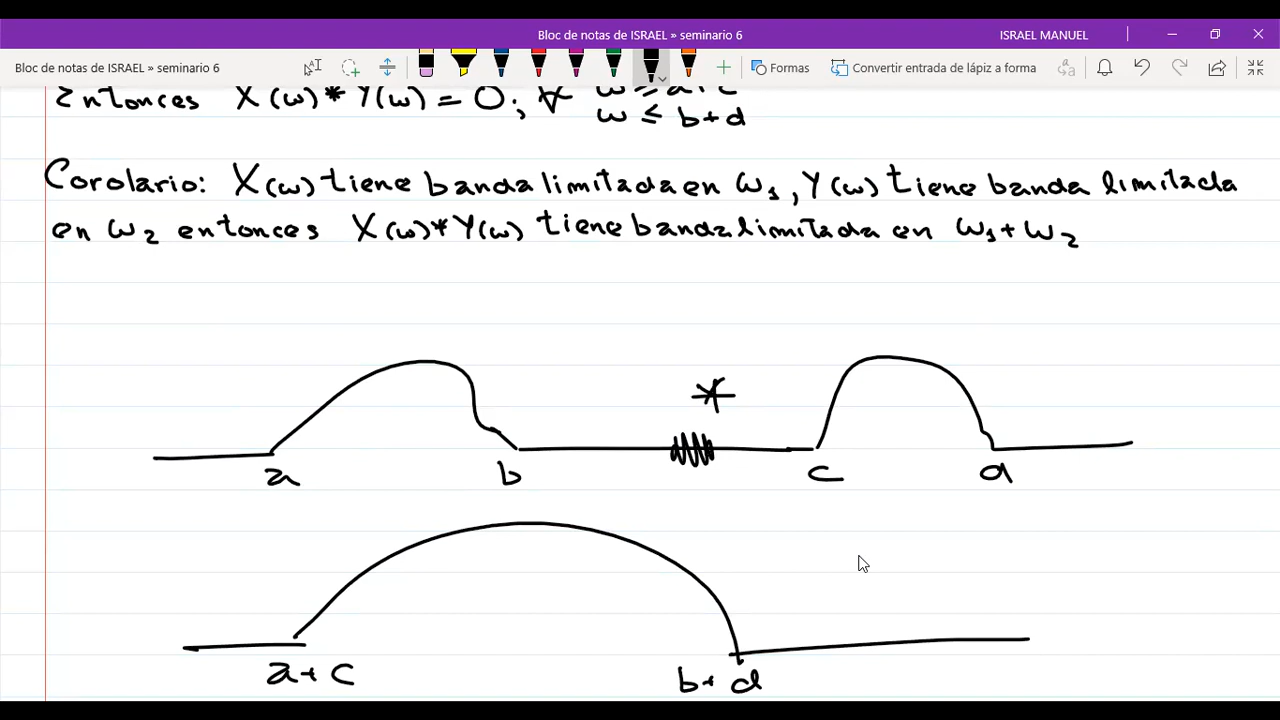 Bloc de notas de ISRAEL » seminario 6
ISRAEL MANUEL
Bloc de notas de ISRAEL » seminario 6
Formas
Convertir entrada de lápiz a forma
Entonces X(ω)*Y(ω)=0; ∀
ω ≤ b+d
Corolario: X(ω) tiene banda limitada en ω1, Y(ω) tiene banda limitada
en ω2 entonces X(ω)*Y(ω) tiene banda limitada en ω1+ω2
*
a b c d
a+c b+d